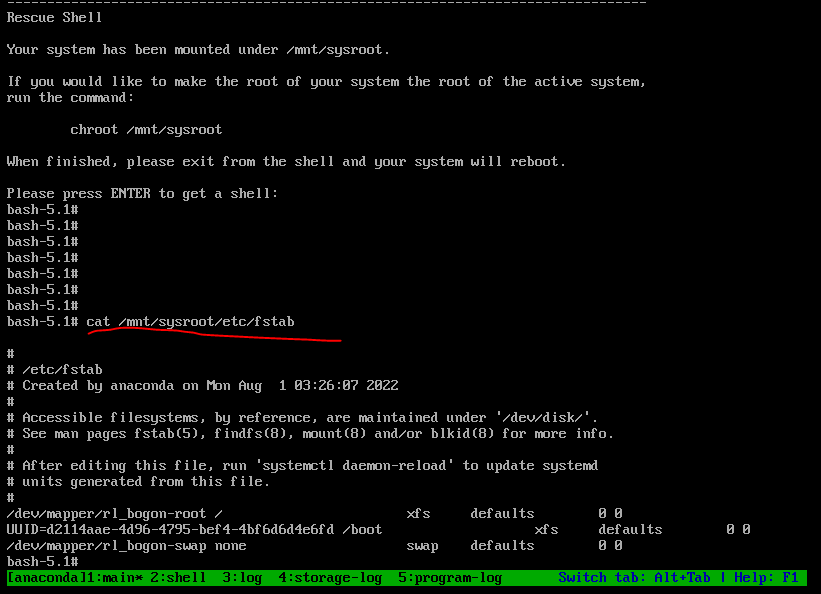 --------------------------------------------------------------------------------
Rescue Shell
Your system has been mounted under /mnt/sysroot.
If you would like to make the root of your system the root of the active system,
run the command:
chroot /mnt/sysroot
When finished, please exit from the shell and your system will reboot.
Please press ENTER to get a shell:
bash-5.1#
bash-5.1#
bash-5.1#
bash-5.1#
bash-5.1#
bash-5.1#
bash-5.1#
bash-5.1# cat /mnt/sysroot/etc/fstab
#
# /etc/fstab
# Created by anaconda on Mon Aug  1 03:26:07 2022
#
# Accessible filesystems, by reference, are maintained under '/dev/disk/'.
# See man pages fstab(5), findfs(8), mount(8) and/or blkid(8) for more info.
#
# After editing this file, run 'systemctl daemon-reload' to update systemd
# units generated from this file.
#
/dev/mapper/rl_bogon-root /                       xfs     defaults        0 0
UUID=d2114aae-4d96-4795-bef4-4bf6d6d4e6fd /boot                   xfs     defaults        0 0
/dev/mapper/rl_bogon-swap none                    swap    defaults        0 0
bash-5.1#
[anaconda]1:main* 2:shell  3:log  4:storage-log  5:program-log       Switch tab: Alt+Tab | Help: F1